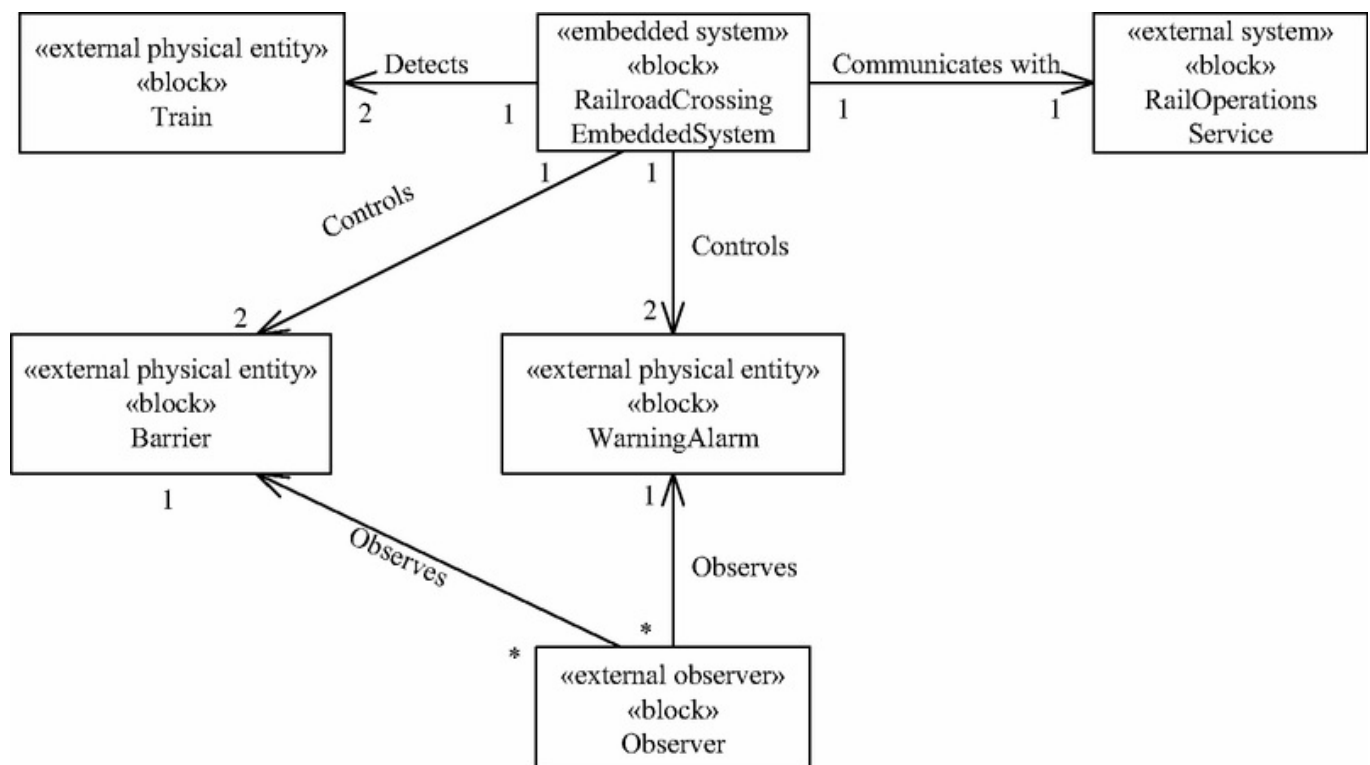 «external physical entity»
«block»
Train
Detects
2
1
«embedded system»
«block»
RailroadCrossing
EmbeddedSystem
Communicates with
1
1
«external system»
«block»
RailOperations
Service
1
1
Controls
Controls
2
2
«external physical entity»
«block»
Barrier
«external physical entity»
«block»
WarningAlarm
1
1
Observes
Observes
*
*
«external observer»
«block»
Observer